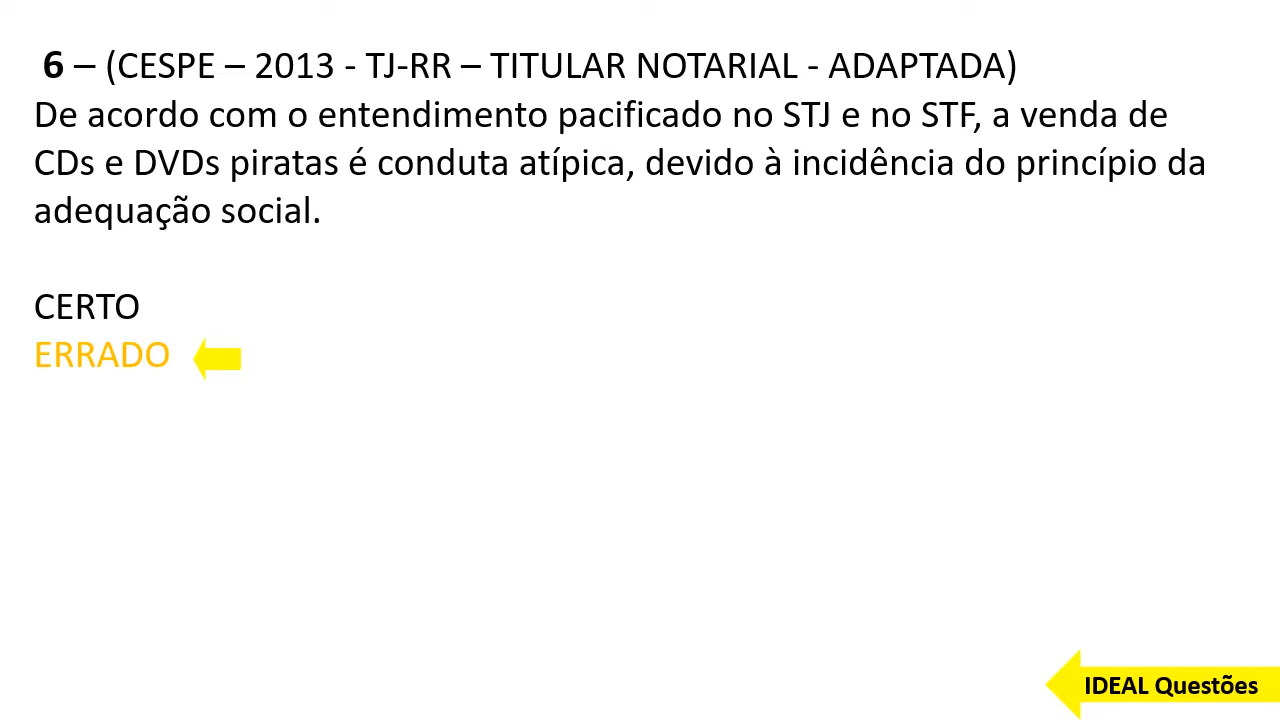 6 – (CESPE – 2013 - TJ-RR – TITULAR NOTARIAL - ADAPTADA)
De acordo com o entendimento pacificado no STJ e no STF, a venda de
CDs e DVDs piratas é conduta atípica, devido à incidência do princípio da
adequação social.
CERTO
ERRADO
IDEAL Questões